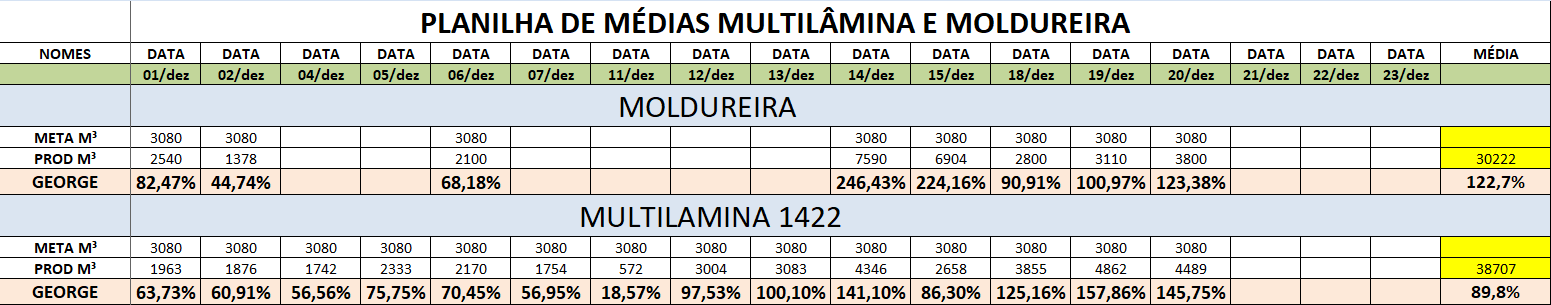 PLANILHA DE MÉDIAS MULTILÂMINA E MOLDUREIRA
NOMES DATA DATA DATA DATA DATA DATA DATA DATA DATA DATA DATA DATA DATA DATA DATA DATA DATA MÉDIA
01/dez 02/dez 04/dez 05/dez 06/dez 07/dez 11/dez 12/dez 13/dez 14/dez 15/dez 18/dez 19/dez 20/dez 21/dez 22/dez 23/dez
MOLDUREIRA
META M³ 3080 3080 3080 3080 3080 3080 3080 3080
PROD M³ 2540 1378 2100 7590 6904 2800 3110 3800 30222
GEORGE 82,47% 44,74% 68,18% 246,43% 224,16% 90,91% 100,97% 123,38% 122,7%
MULTILAMINA 1422
META M³ 3080 3080 3080 3080 3080 3080 3080 3080 3080 3080 3080 3080 3080 3080
PROD M³ 1963 1876 1742 2333 2170 1754 572 3004 3083 4346 2658 3855 4862 4489 38707
GEORGE 63,73% 60,91% 56,56% 75,75% 70,45% 56,95% 18,57% 97,53% 100,10% 141,10% 86,30% 125,16% 157,86% 145,75% 89,8%